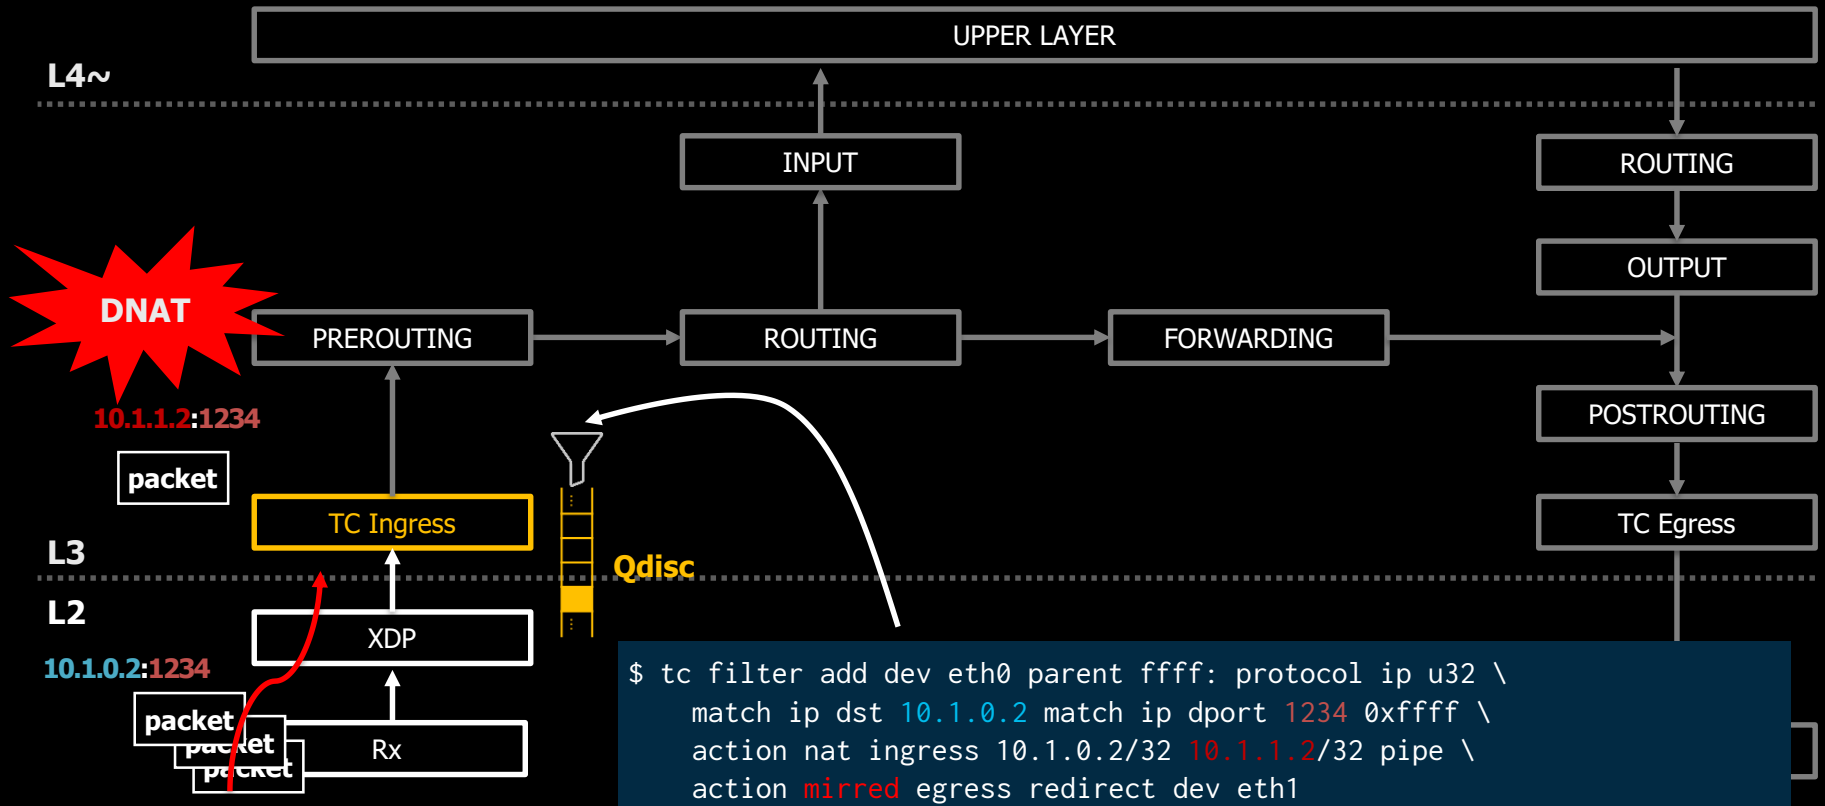 UPPER LAYER
L4~
INPUT
ROUTING
OUTPUT
DNAT
PREROUTING
ROUTING
FORWARDING
10.1.1.2:1234
POSTROUTING
packet
TC Ingress
TC Egress
L3
Qdisc
L2
XDP
10.1.0.2:1234
packet
packet
packet
Rx
$ tc filter add dev eth0 parent ffff: protocol ip u32 \
match ip dst 10.1.0.2 match ip dport 1234 0xffff \
action nat ingress 10.1.0.2/32 10.1.1.2/32 pipe \
action mirred egress redirect dev eth1